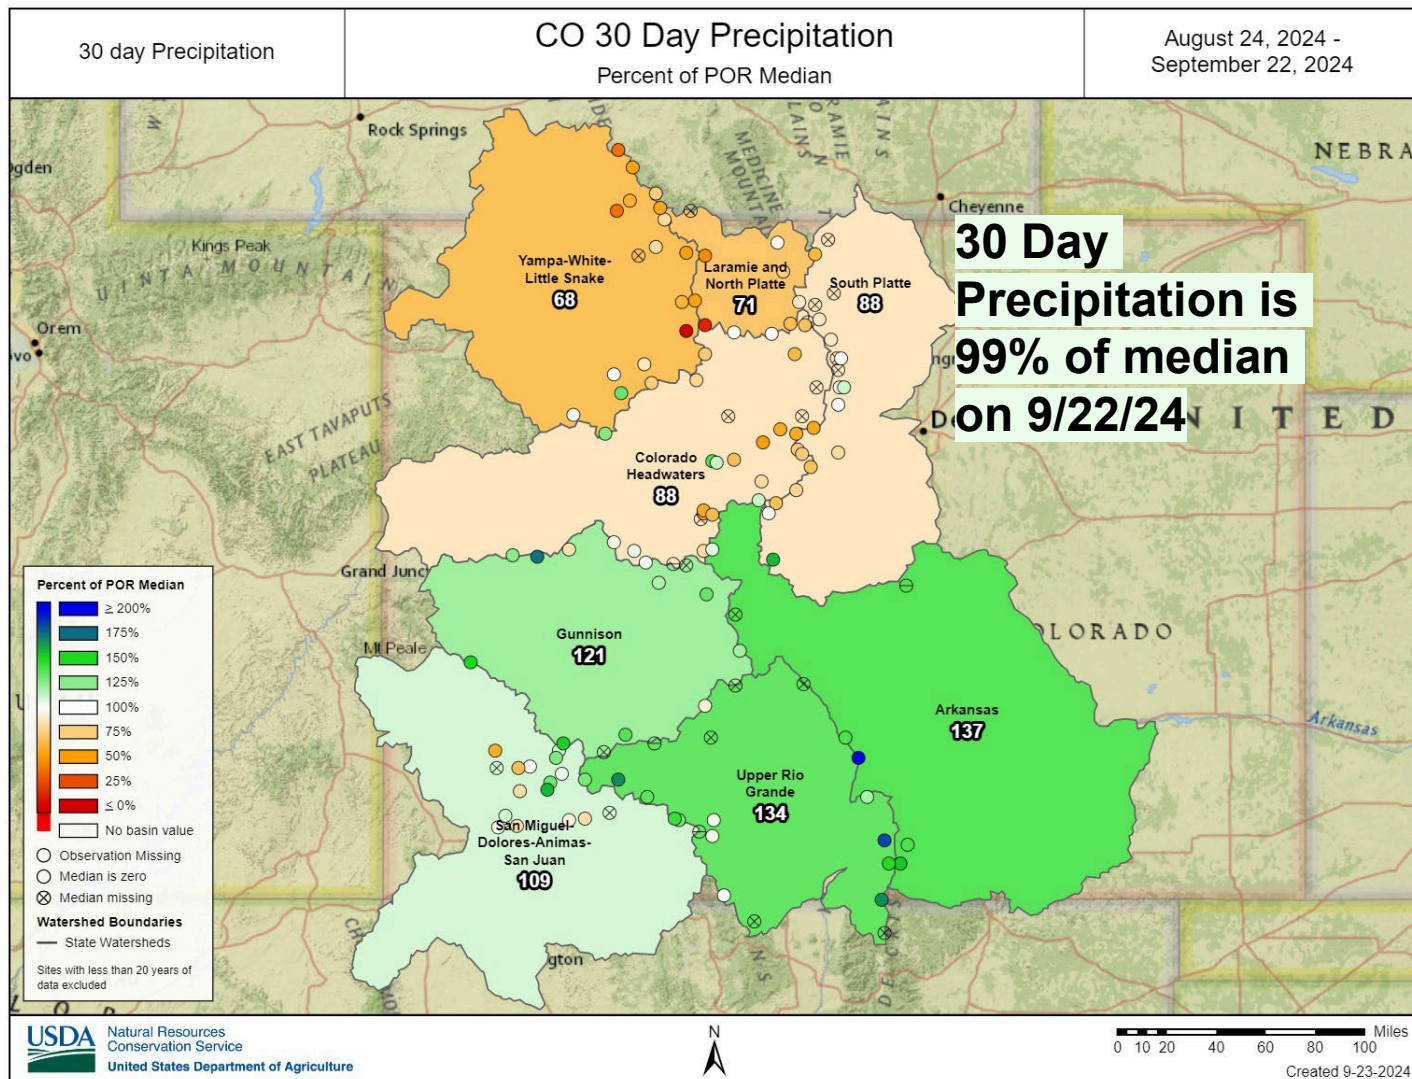 30 day Precipitation
CO 30 Day Precipitation
Percent of POR Median
August 24, 2024 -
September 22, 2024
Rock Springs
NEBRA
Cheyenne
Kings Peak
UINTA MOUNTAIN
MEDICINE
Orem
EAST TAVAPUTS
PLATEAU
Yampa-White-
Little Snake
68
Laramie and
North Platte
71
South Platte
88
30 Day
Precipitation is
99% of median
on 9/22/24
NITED
Colorado
Headwaters
88
Grand Junc
Mt Peale
Gunnison
121
OLORADO
Arkansas
Arkansas
137
Upper Rio
Grande
134
San Miguel-
Dolores-Animas-
San Juan
109
gton
Percent of POR Median
≥ 200%
175%
150%
125%
100%
75%
50%
25%
≤ 0%
No basin value
Observation Missing
Median is zero
Median missing
Watershed Boundaries
State Watersheds
Sites with less than 20 years of
data excluded
USDA
Natural Resources
Conservation Service
United States Department of Agriculture
N
Miles
0 10 20 40 60 80 100
Created 9-23-2024